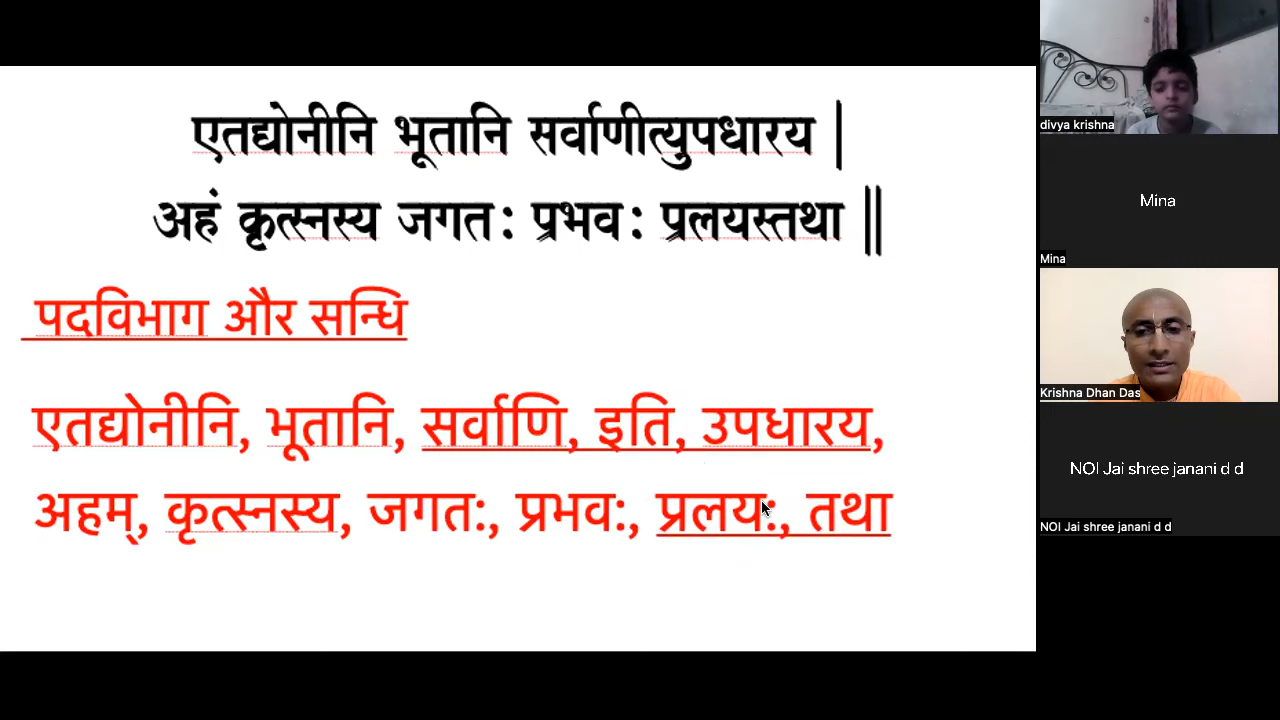 एतद्योनीनि भूतानि सर्वाणीत्युपधारय |
अहं कृत्स्नस्य जगतः प्रभवः प्रलयस्तथा ||
पदविभाग और सन्धि
एतद्योनीनि, भूतानि, सर्वाणि, इति, उपधारय,
अहम्, कृत्स्नस्य, जगतः, प्रभवः, प्रलयः, तथा
divya krishna
Mina
Mina
Krishna Dhan Das
NOI Jai shree janani d d
NOI Jai shree janani d d